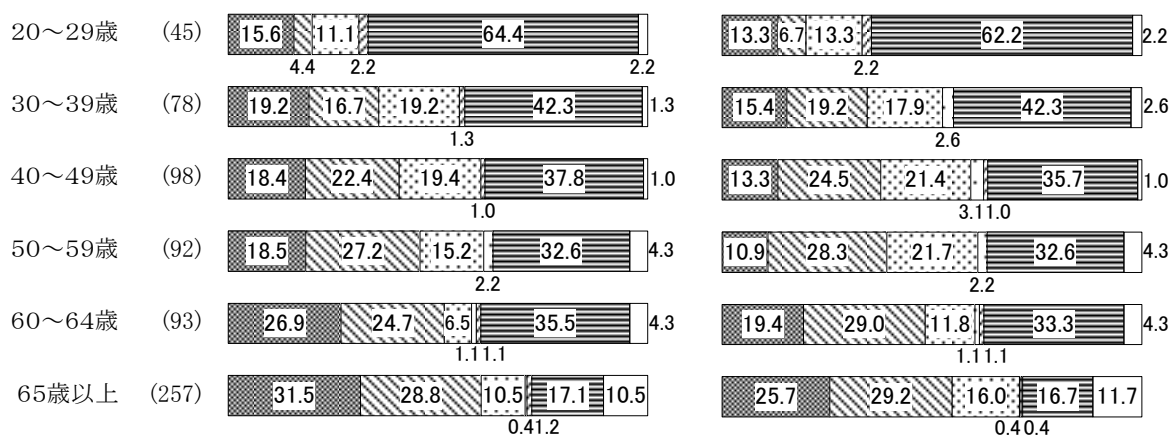 20～29歳 (45) 15.6 11.1 64.4 13.3 6.7 13.3 62.2 2.2
4.4 2.2 2.2 2.2
30～39歳 (78) 19.2 16.7 19.2 42.3 1.3 15.4 19.2 17.9 42.3 2.6
1.3 2.6
40～49歳 (98) 18.4 22.4 19.4 37.8 1.0 13.3 24.5 21.4 35.7 1.0
1.0 3.1 1.0
50～59歳 (92) 18.5 27.2 15.2 32.6 4.3 10.9 28.3 21.7 32.6 4.3
2.2 2.2
60～64歳 (93) 26.9 24.7 6.5 35.5 4.3 19.4 29.0 11.8 33.3 4.3
1.1 1.1 1.1 1.1
65歳以上 (257) 31.5 28.8 10.5 17.1 10.5 25.7 29.2 16.0 16.7 11.7
0.4 1.2 0.4 0.4